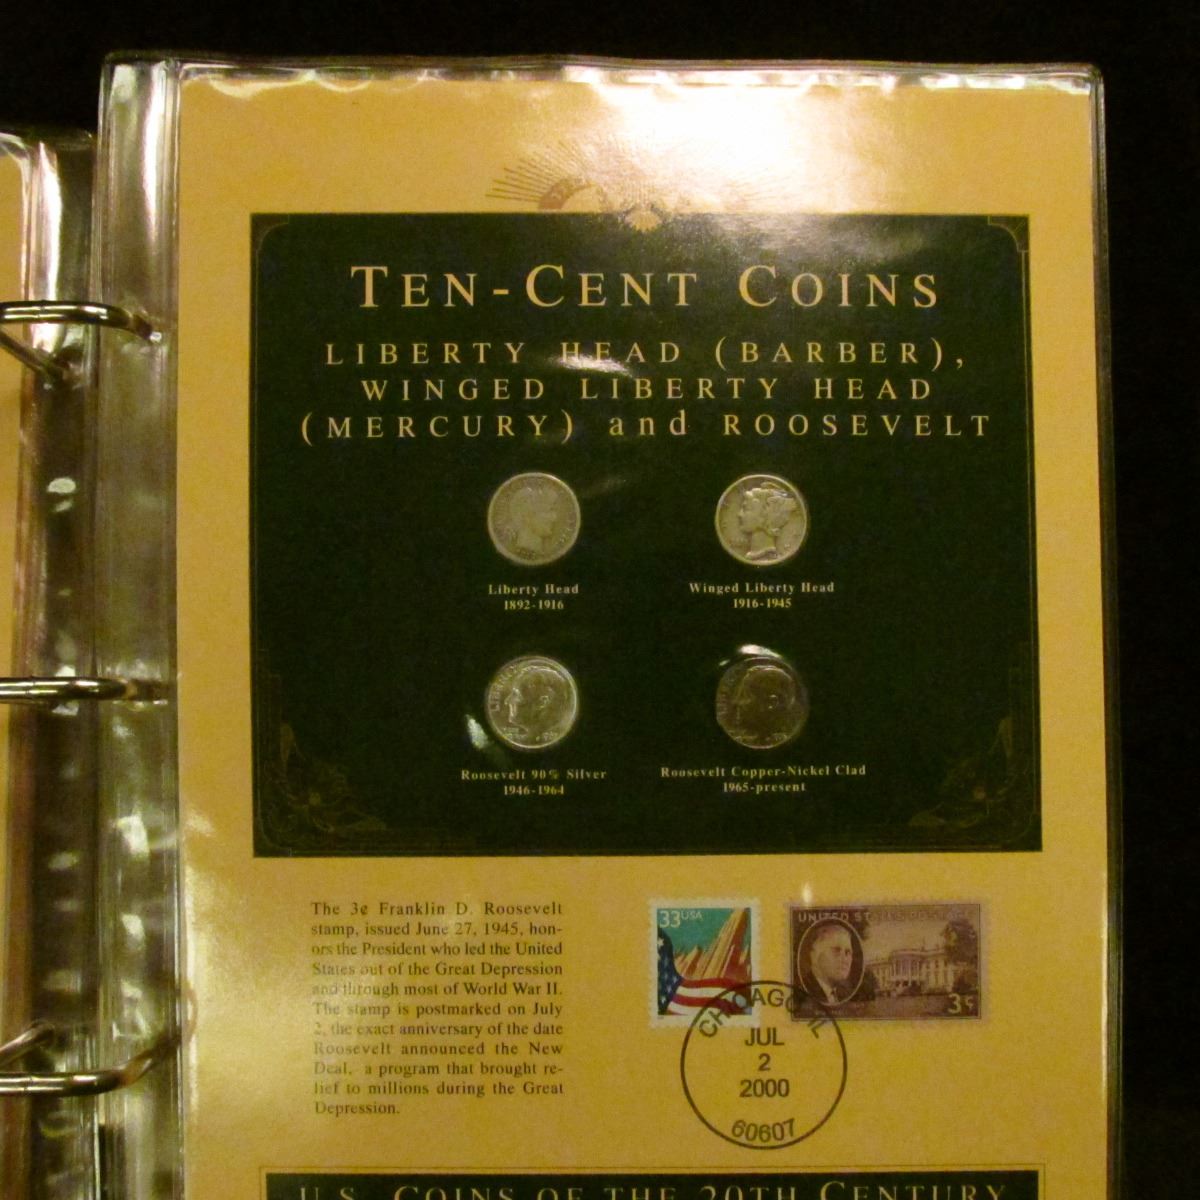 TEN-CENT COINS
LIBERTY HEAD (BARBER),
WINGED LIBERTY HEAD
(MERCURY) and ROOSEVELT
Liberty Head
1892-1916
Winged Liberty Head
1916-1945
Roosevelt 90% Silver
1946-1964
Roosevelt Copper-Nickel Clad
1965-present
The 3¢ Franklin D. Roosevelt
stamp, issued June 27, 1945, hon-
ors the President who led the United
States out of the Great Depression
and through most of World War II.
The stamp is postmarked on July
2, the exact anniversary of the date
Roosevelt announced the New
Deal, a program that brought re-
lief to millions during the Great
Depression.
33 USA
UNITED STATES POSTAGE
3¢
CHICAGO IL
JUL
2
2000
60607
U.S. COINS OF THE 20TH CENTURY